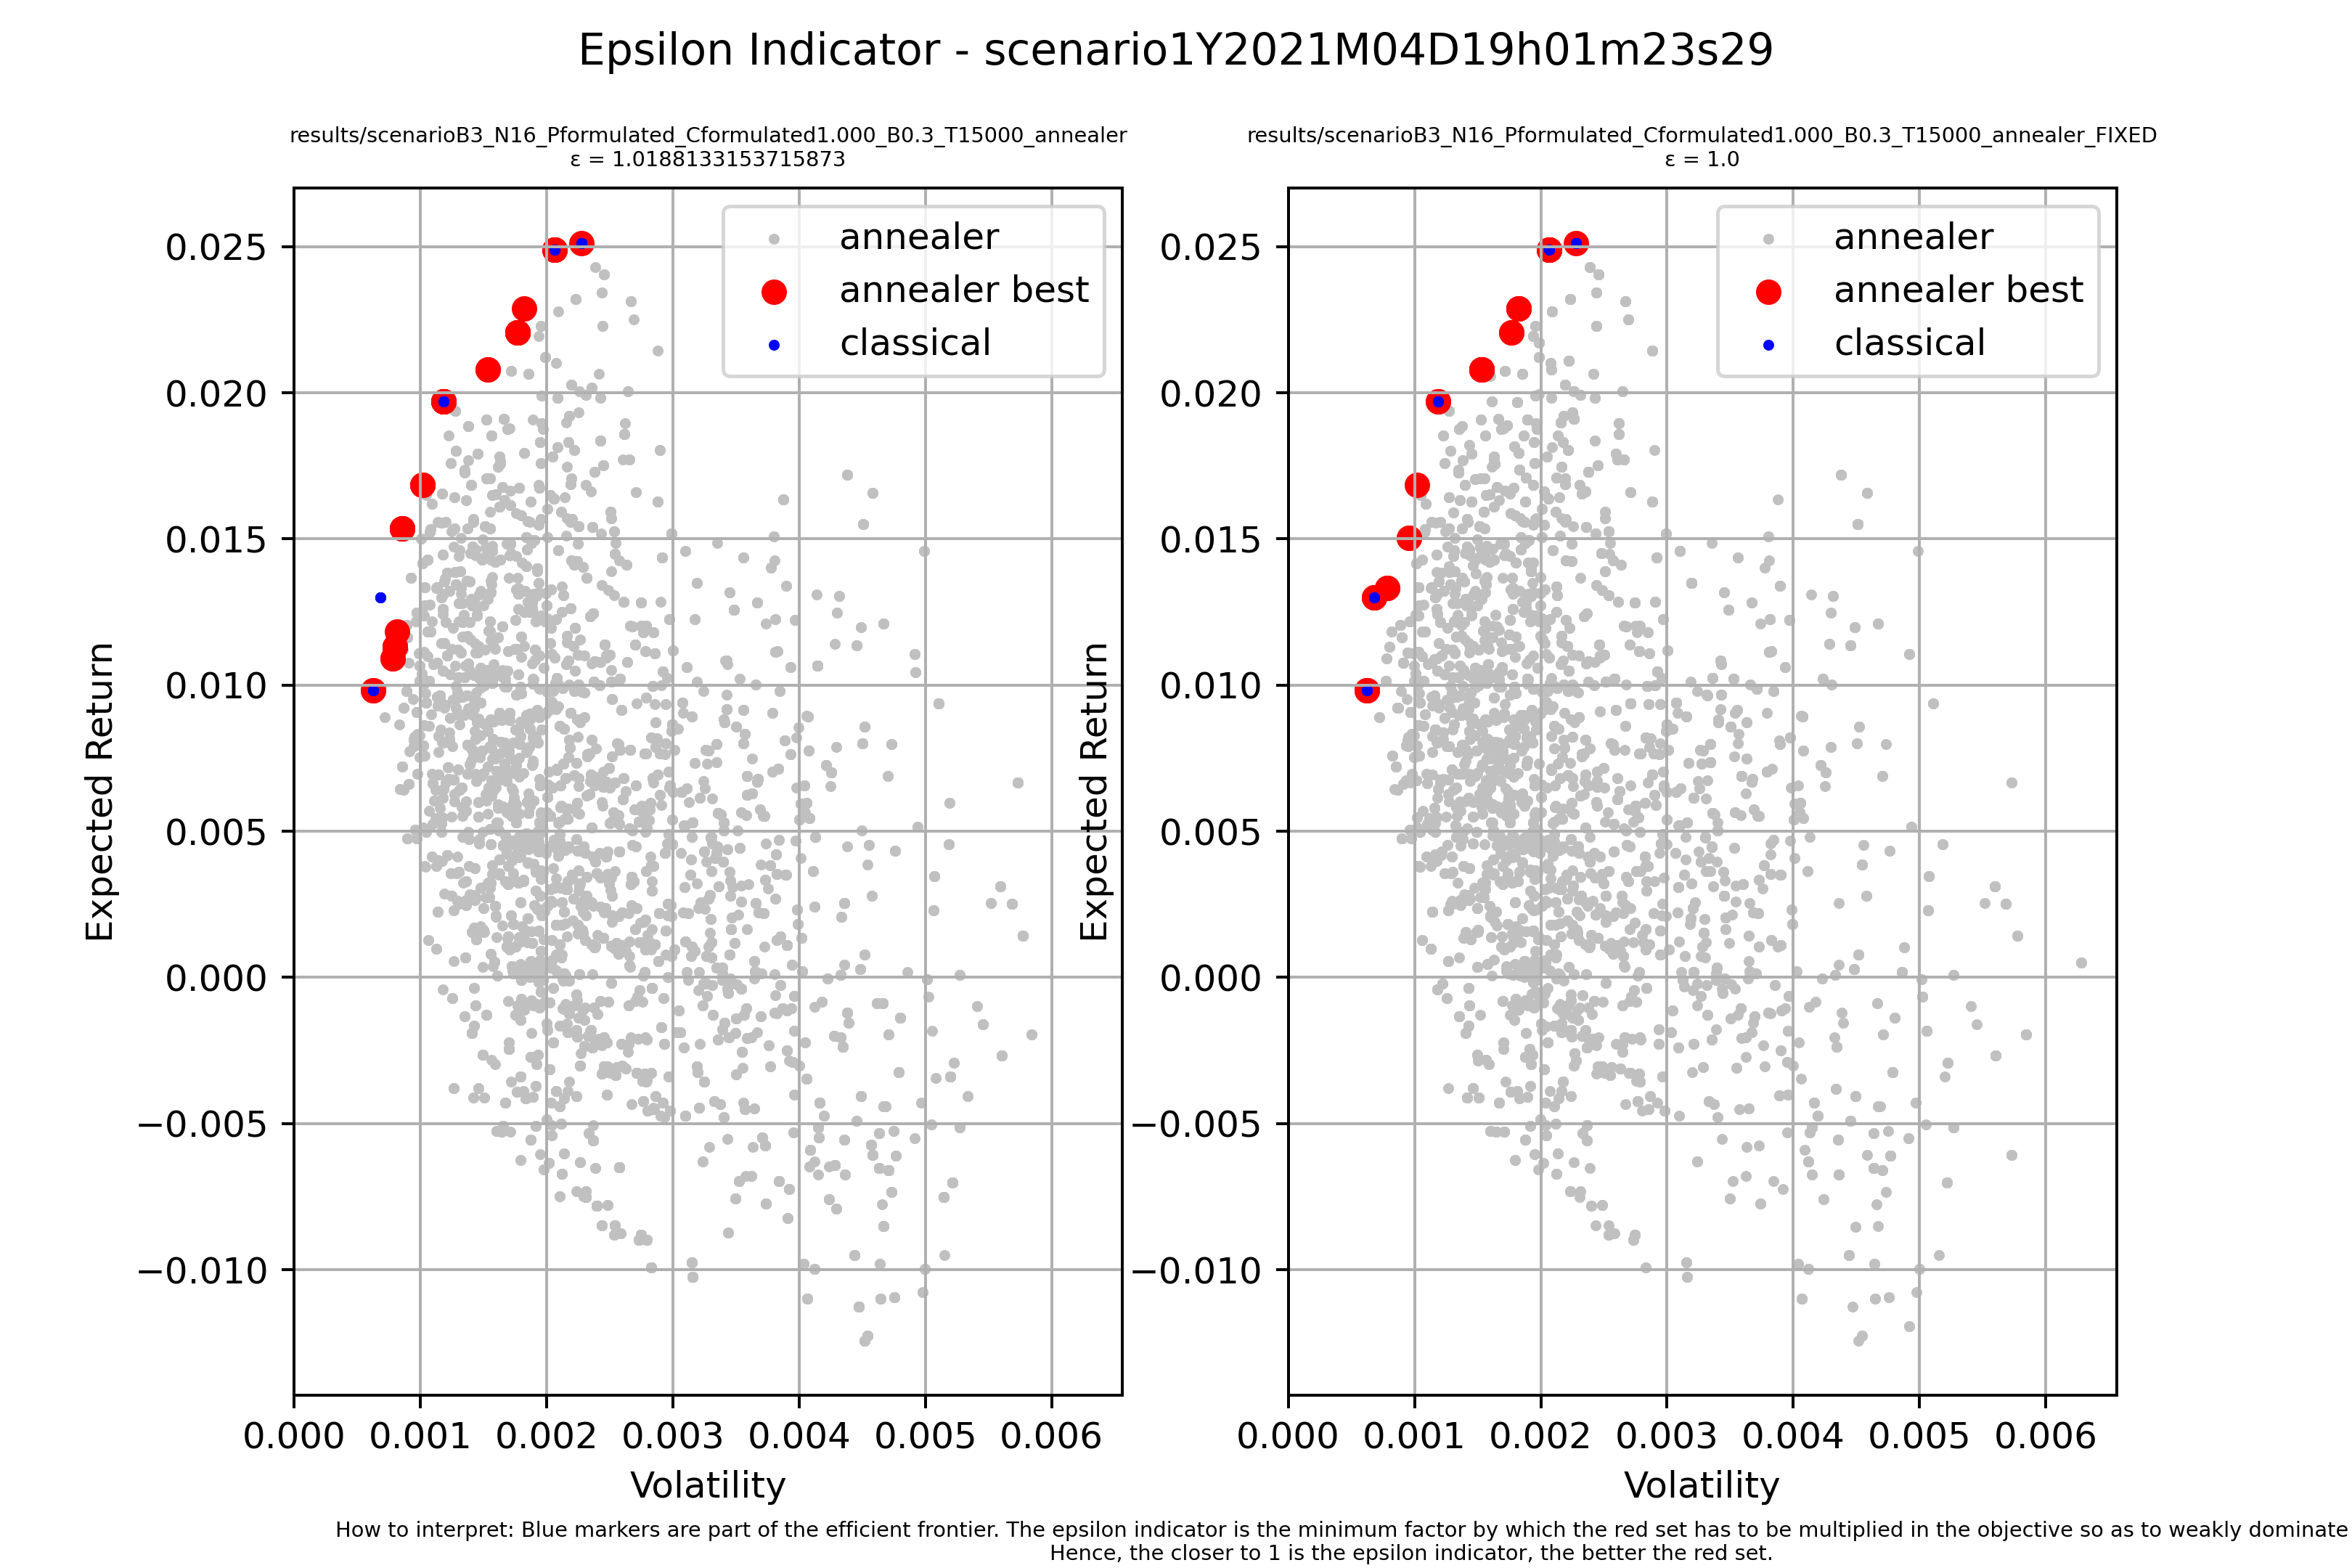 Epsilon Indicator - scenario1Y2021M04D19h01m23s29
results/scenarioB3_N16_Pformulated_Cformulated1.000_B0.3_T15000_annealer
ε = 1.0188133153715873
annealer
annealer best
classical
0.025
0.020
0.015
0.010
0.005
0.000
−0.005
−0.010
Expected Return
0.000 0.001 0.002 0.003 0.004 0.005 0.006
Volatility
results/scenarioB3_N16_Pformulated_Cformulated1.000_B0.3_T15000_annealer_FIXED
ε = 1.0
annealer
annealer best
classical
0.025
0.020
0.015
0.010
0.005
0.000
−0.005
−0.010
Expected Return
0.000 0.001 0.002 0.003 0.004 0.005 0.006
Volatility
How to interpret: Blue markers are part of the efficient frontier. The epsilon indicator is the minimum factor by which the red set has to be multiplied in the objective so as to weakly dominate
Hence, the closer to 1 is the epsilon indicator, the better the red set.